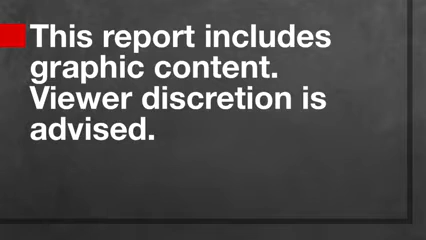 This report includes
graphic content.
Viewer discretion is
advised.